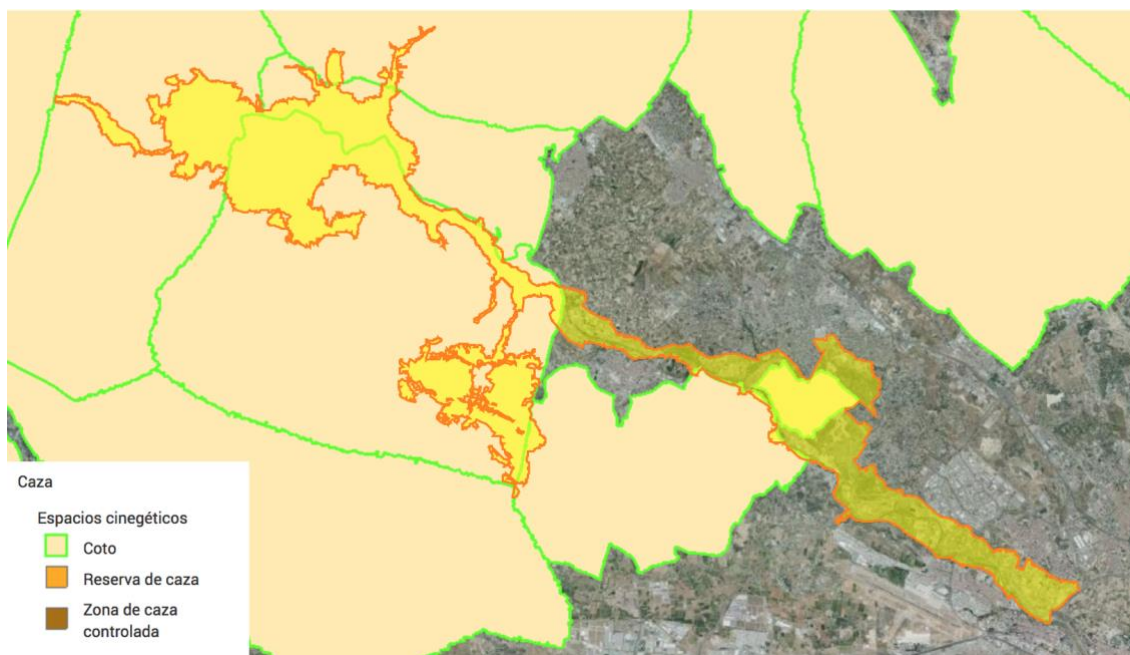 Caza
Espacios cinegéticos
Coto
Reserva de caza
Zona de caza
controlada